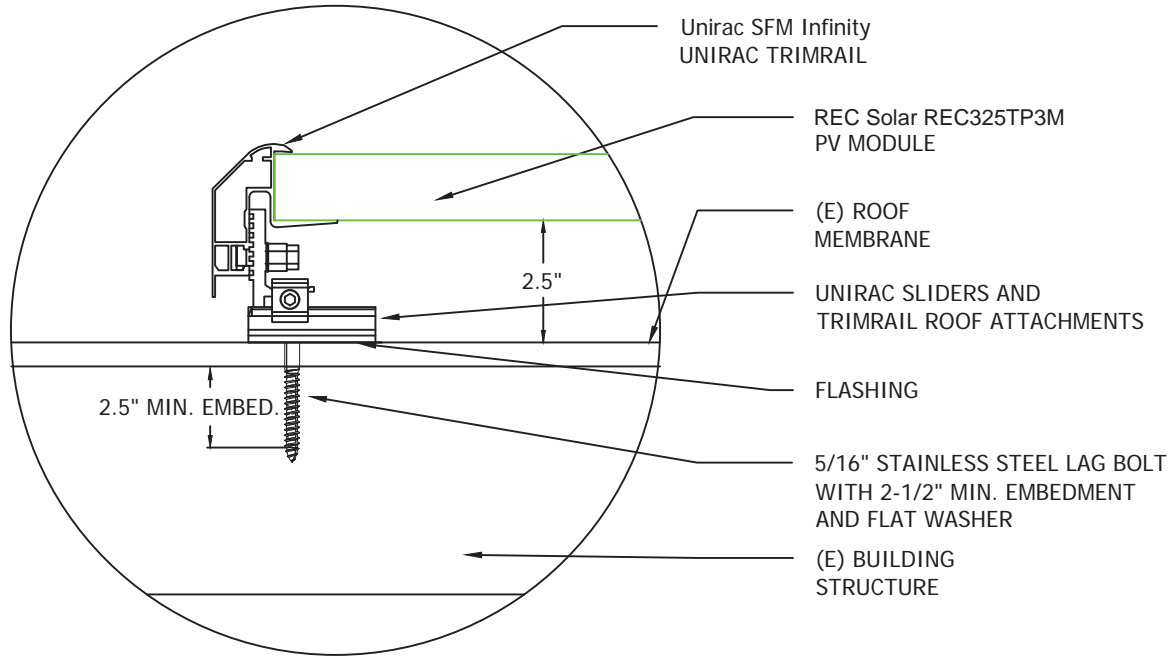 Unirac SFM Infinity
UNIRAC TRIMRAIL
REC Solar REC325TP3M
PV MODULE
(E) ROOF
MEMBRANE
2.5"
UNIRAC SLIDERS AND
TRIMRAIL ROOF ATTACHMENTS
FLASHING
2.5" MIN. EMBED.
5/16" STAINLESS STEEL LAG BOLT
WITH 2-1/2" MIN. EMBEDMENT
AND FLAT WASHER
(E) BUILDING
STRUCTURE